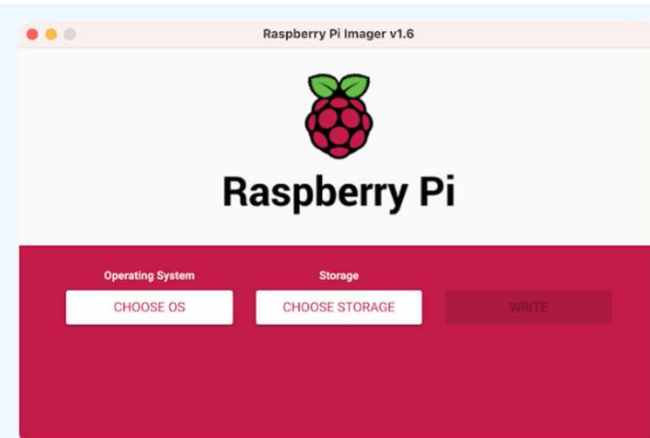 Raspberry Pi Imager v1.6
Raspberry Pi
Operating System
Storage
CHOOSE OS
CHOOSE STORAGE
WRITE